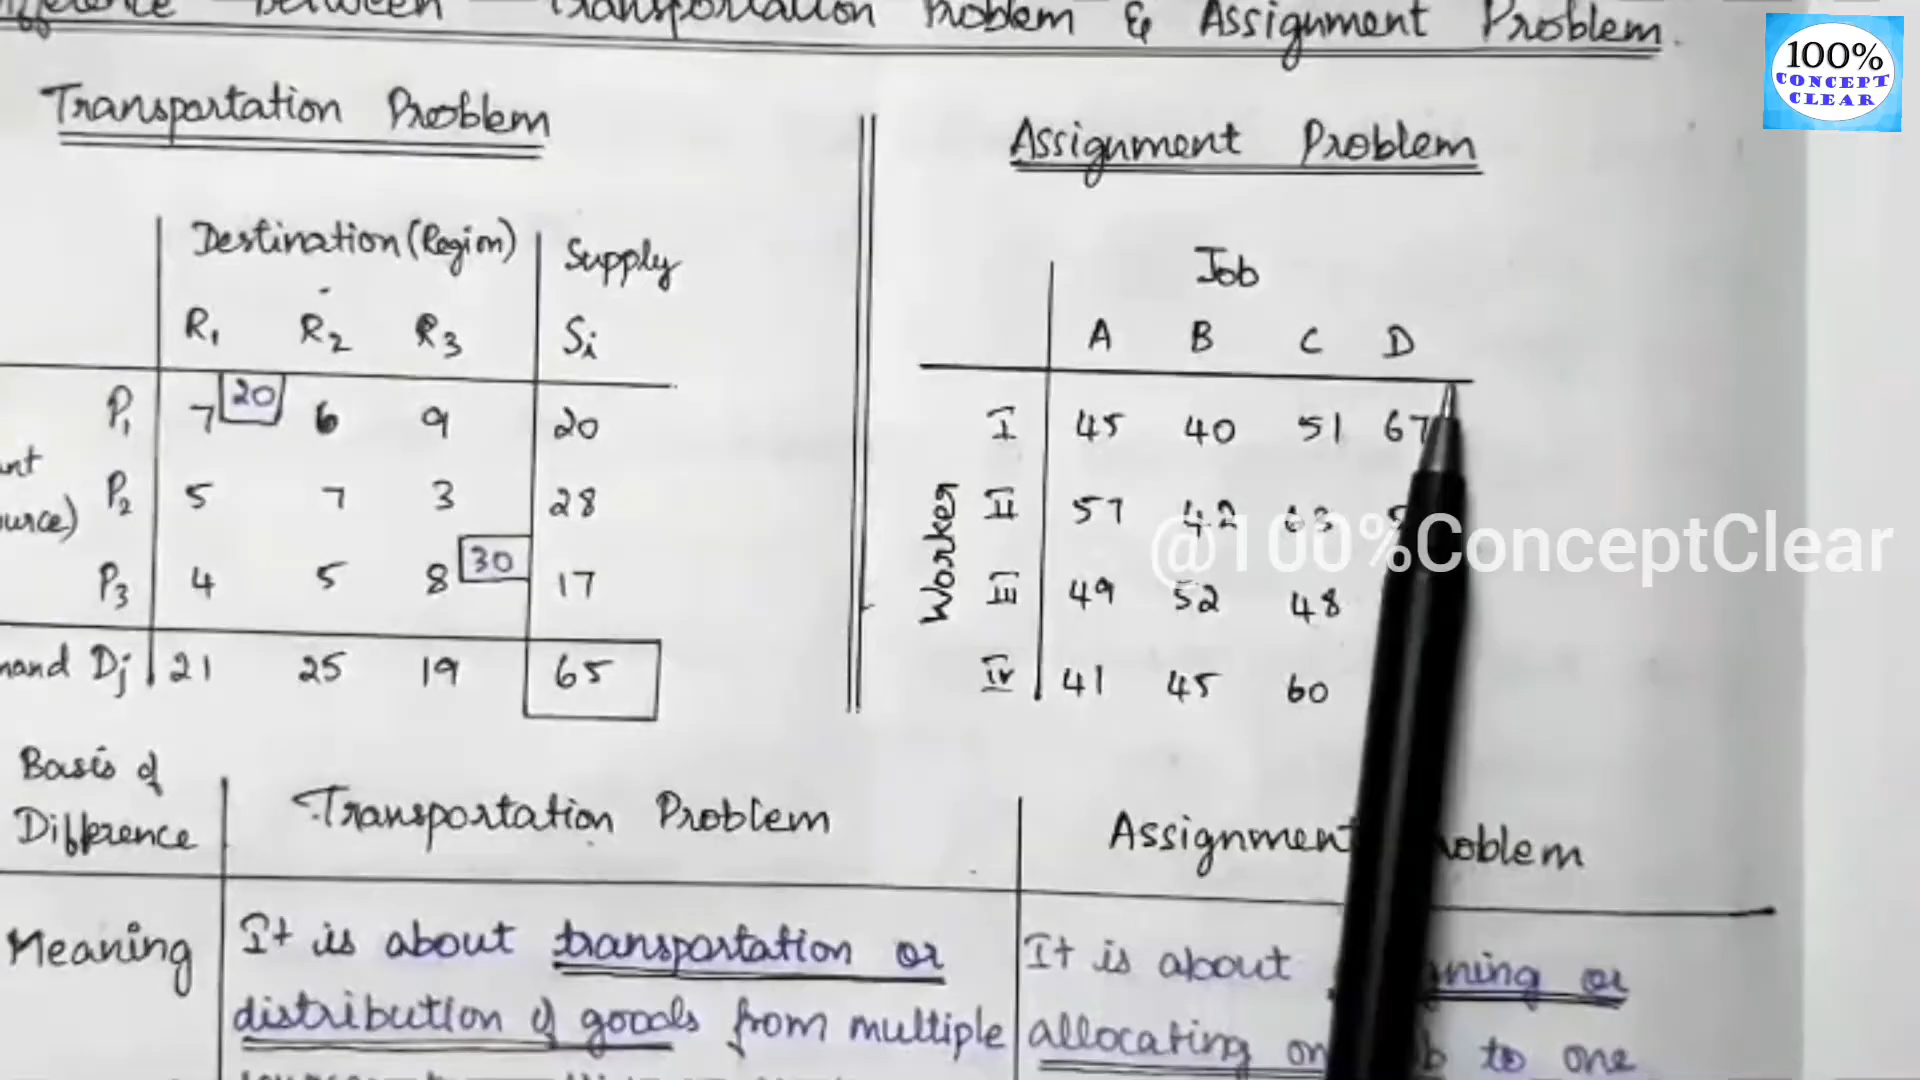 between Transportation Problem & Assignment Problem.
100%
CONCEPT
CLEAR
Transportation Problem
Destination (Region) Supply
R1 R2 R3 Si
P1 7 20 6 9 20
P2 5 7 3 28
P3 4 5 8 30 17
Dj 21 25 19 65
Assignment Problem
Job
A B C D
Worker
I 45 40 51 67
II 57 42 63
III 49 52 48
IV 41 45 60
@100%ConceptClear
Basis of
Difference
Transportation Problem
Assignment
Meaning
It is about transportation or
distribution of goods from multiple
It is about or
allocating to one